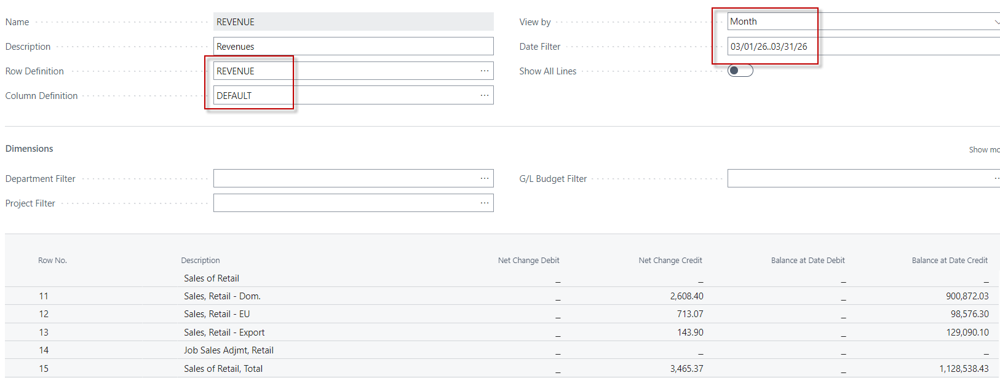 Name REVENUE View by Month
Description Revenues Date Filter 03/01/26..03/31/26
Row Definition REVENUE ... Show All Lines
Column Definition DEFAULT ...
Dimensions Show mo
Department Filter ... G/L Budget Filter ..
Project Filter ...
Row No. Description Net Change Debit Net Change Credit Balance at Date Debit Balance at Date Credit
Sales of Retail _ _ _ _
11 Sales, Retail - Dom. _ 2,608.40 _ 900,872.03
12 Sales, Retail - EU _ 713.07 _ 98,576.30
13 Sales, Retail - Export _ 143.90 _ 129,090.10
14 Job Sales Adjmt, Retail _ _ _ _
15 Sales of Retail, Total _ 3,465.37 _ 1,128,538.43